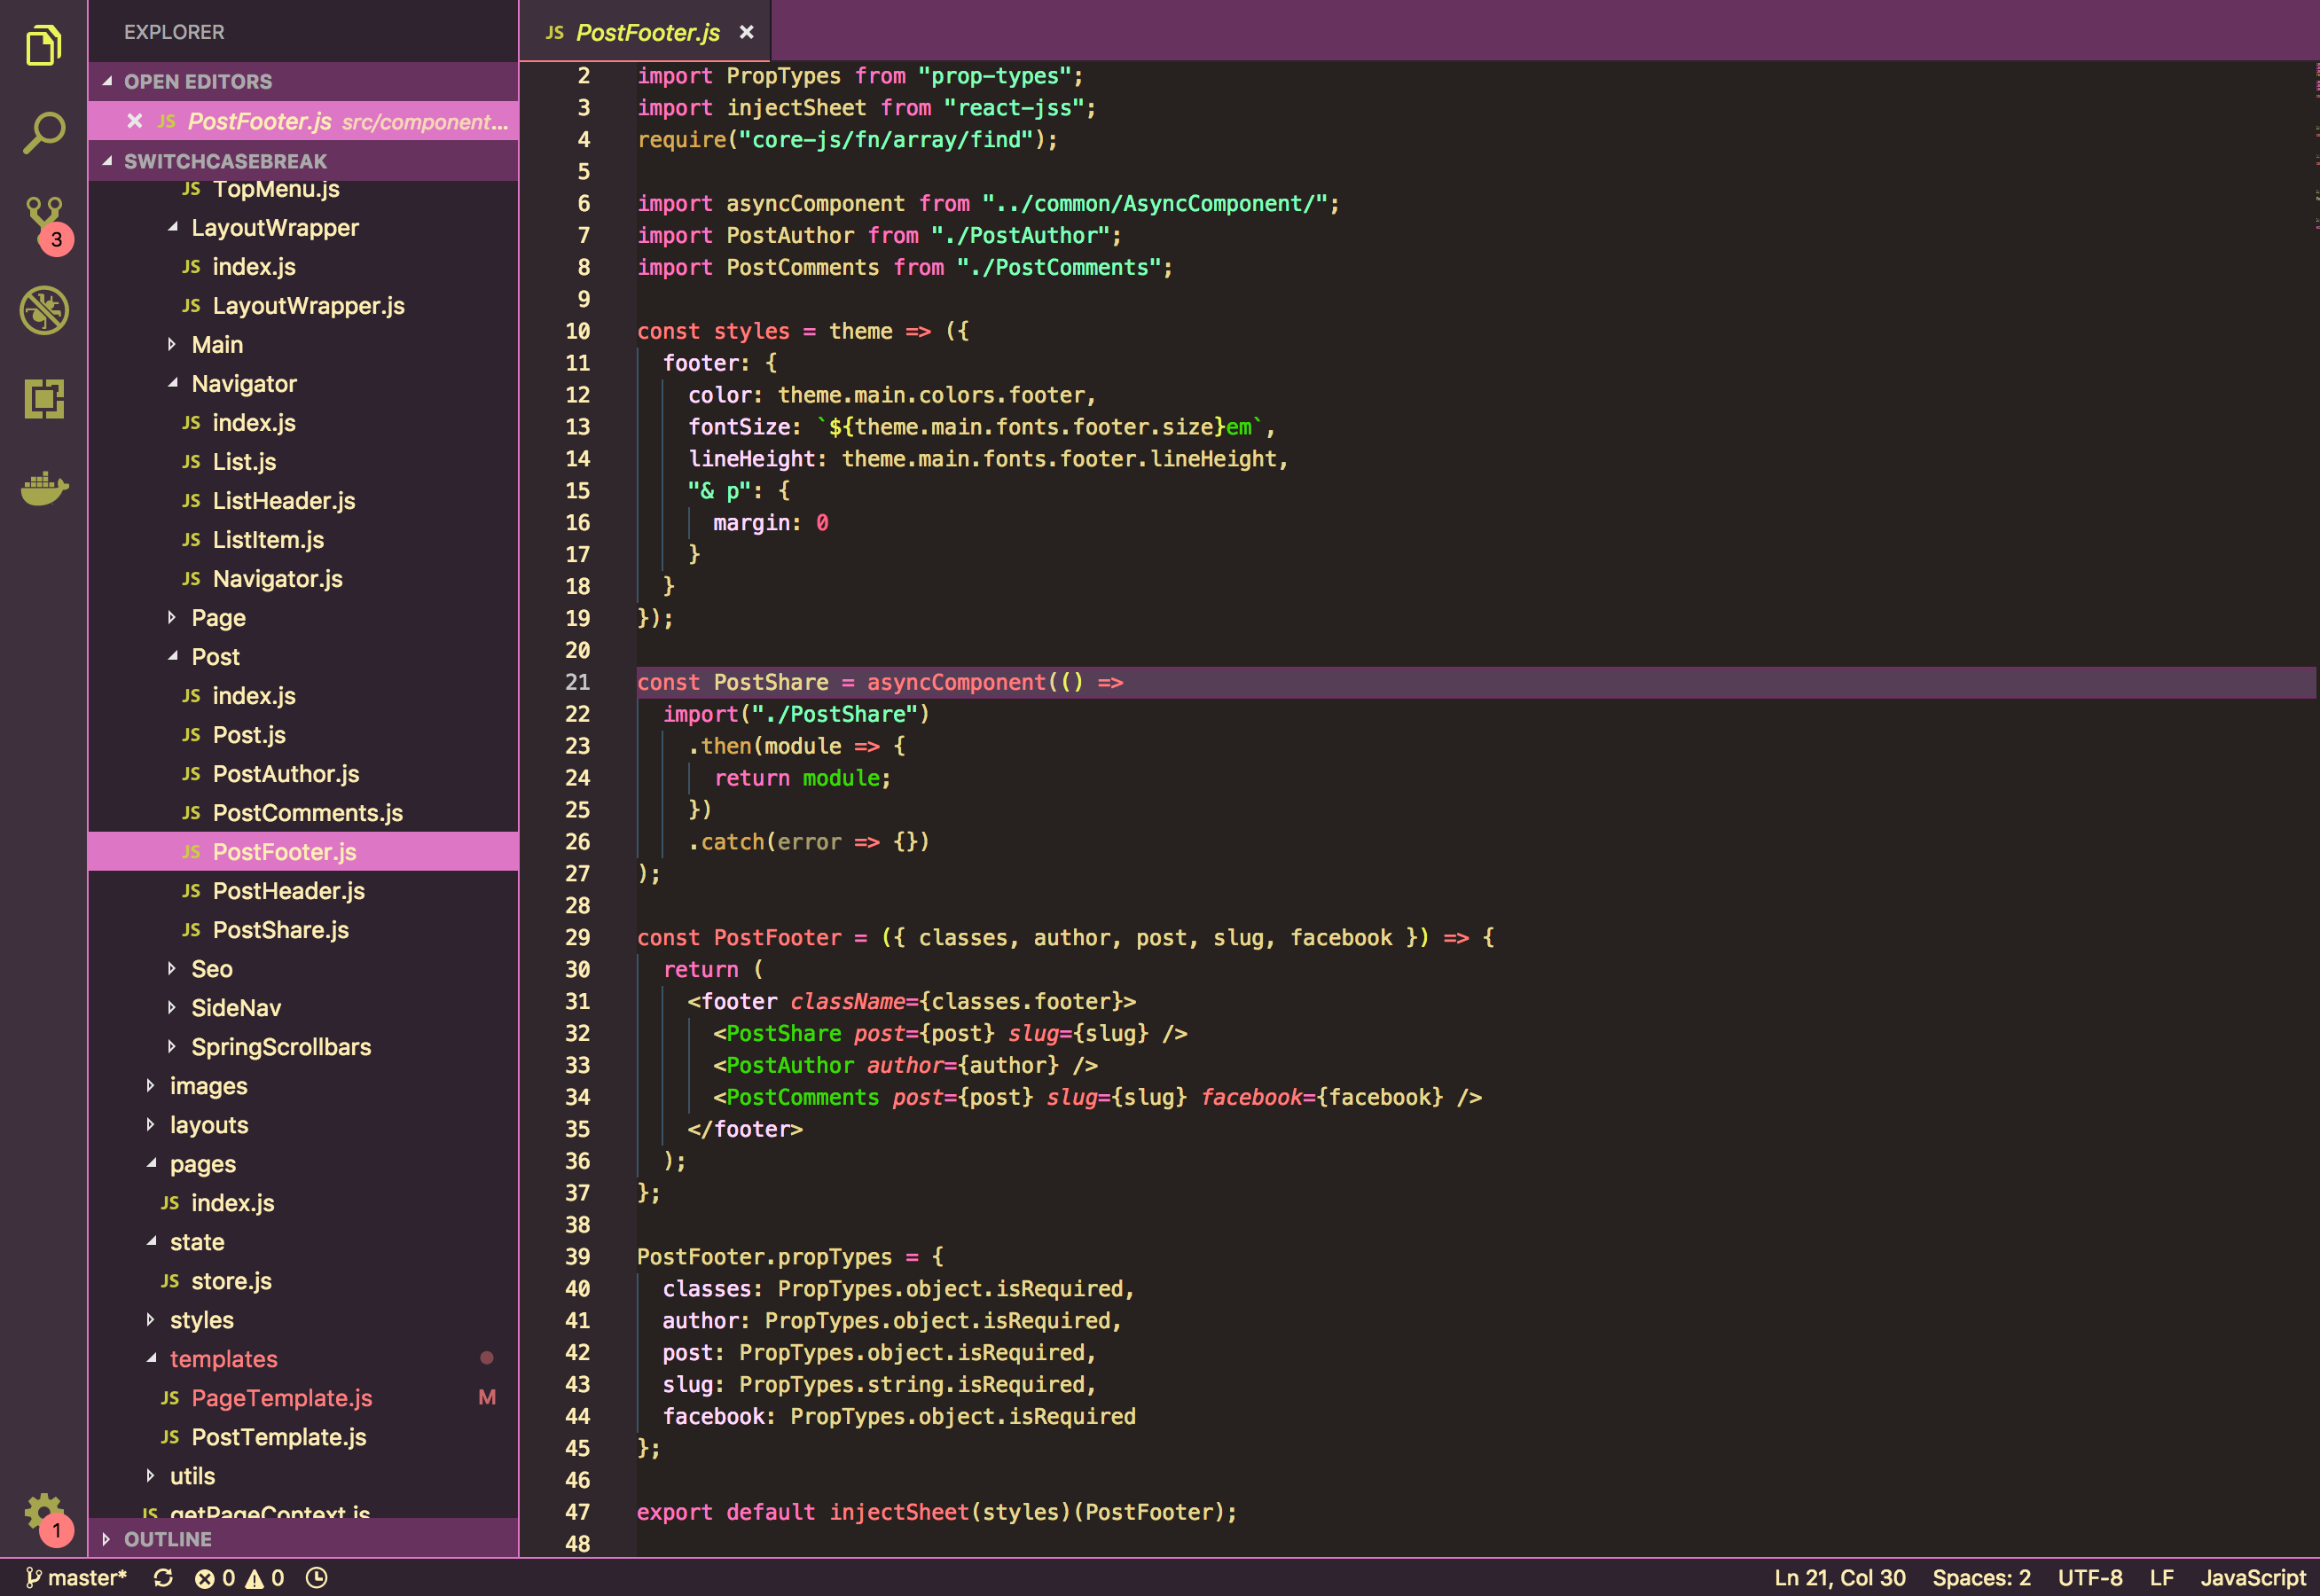 EXPLORER
OPEN EDITORS
JS PostFooter.js src/component...
SWITCHCASEBREAK
JS TopMenu.js
LayoutWrapper
JS index.js
JS LayoutWrapper.js
Main
Navigator
JS index.js
JS List.js
JS ListHeader.js
JS ListItem.js
JS Navigator.js
Page
Post
JS index.js
JS Post.js
JS PostAuthor.js
JS PostComments.js
JS PostFooter.js
JS PostHeader.js
JS PostShare.js
Seo
SideNav
SpringScrollbars
images
layouts
pages
JS index.js
state
JS store.js
styles
templates
JS PageTemplate.js M
JS PostTemplate.js
utils
JS getPageContext.js
OUTLINE
3
1
JS PostFooter.js
2 import PropTypes from "prop-types";
3 import injectSheet from "react-jss";
4 require("core-js/fn/array/find");
5
6 import asyncComponent from "../common/AsyncComponent/";
7 import PostAuthor from "./PostAuthor";
8 import PostComments from "./PostComments";
9
10 const styles = theme => ({
11   footer: {
12     color: theme.main.colors.footer,
13     fontSize: `${theme.main.fonts.footer.size}em`,
14     lineHeight: theme.main.fonts.footer.lineHeight,
15     "& p": {
16       margin: 0
17     }
18   }
19 });
20
21 const PostShare = asyncComponent(() =>
22   import("./PostShare")
23     .then(module => {
24       return module;
25     })
26     .catch(error => {})
27 );
28
29 const PostFooter = ({ classes, author, post, slug, facebook }) => {
30   return (
31     <footer className={classes.footer}>
32       <PostShare post={post} slug={slug} />
33       <PostAuthor author={author} />
34       <PostComments post={post} slug={slug} facebook={facebook} />
35     </footer>
36   );
37 };
38
39 PostFooter.propTypes = {
40   classes: PropTypes.object.isRequired,
41   author: PropTypes.object.isRequired,
42   post: PropTypes.object.isRequired,
43   slug: PropTypes.string.isRequired,
44   facebook: PropTypes.object.isRequired
45 };
46
47 export default injectSheet(styles)(PostFooter);
48
master* 0 0 Ln 21, Col 30 Spaces: 2 UTF-8 LF JavaScript